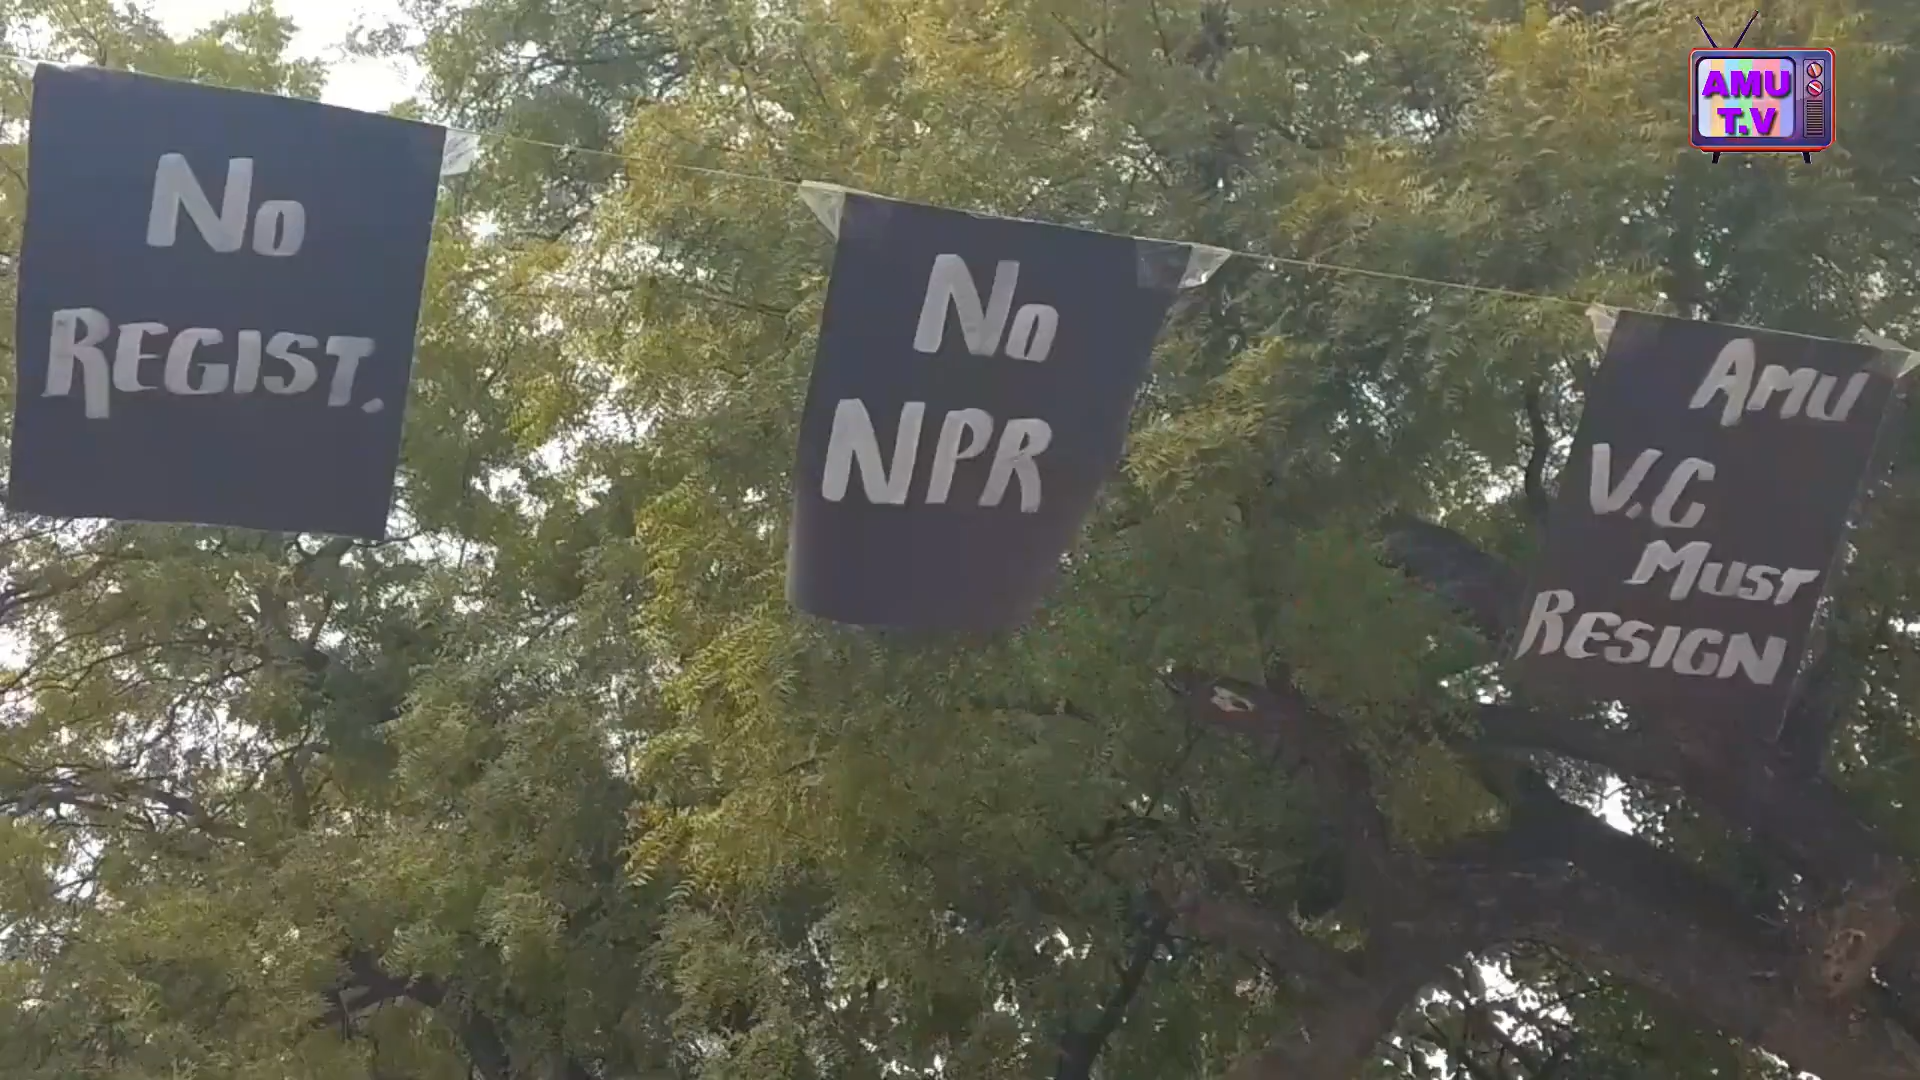 No
REGIST.
No
NPR
AMU
V.C
MUST
RESIGN
AMU
T.V